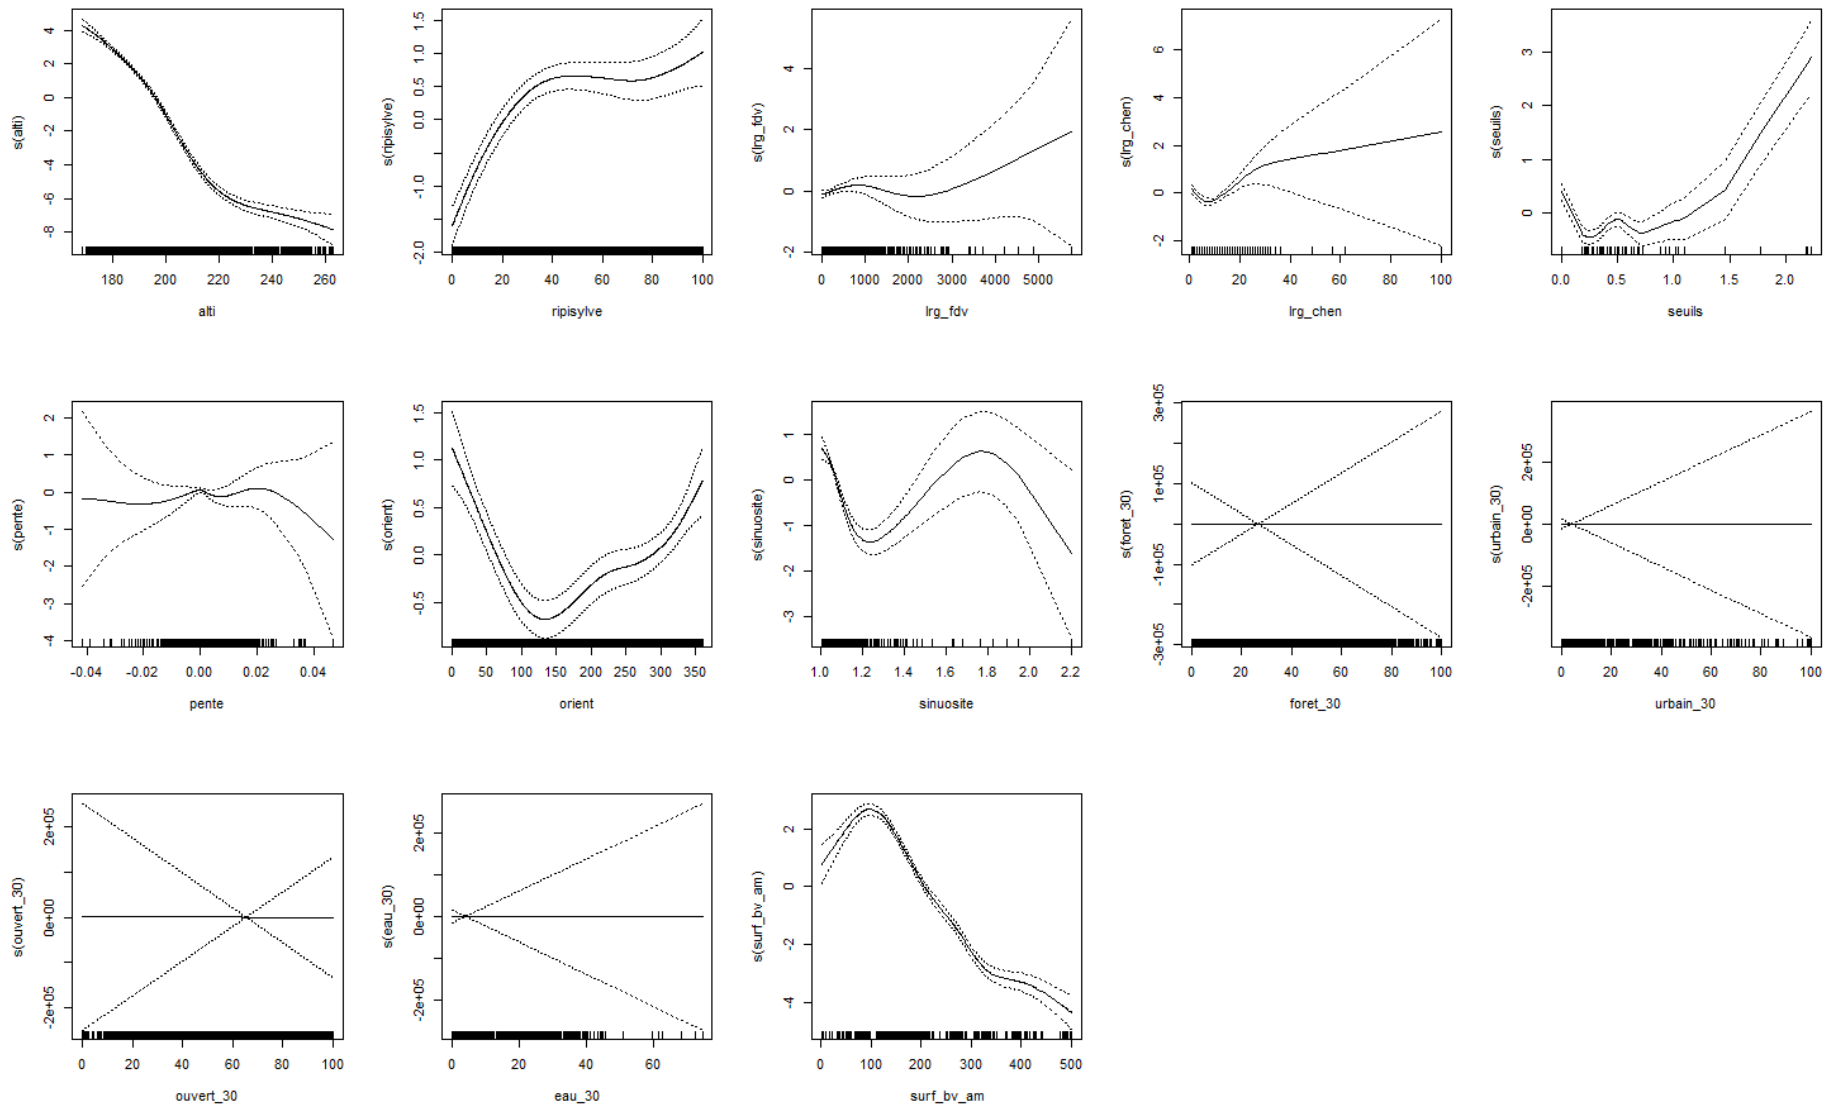 s(alti)
4
2
0
-2
-4
-6
-8
180 200 220 240 260
alti
s(ripisylve)
1.5
0.5
0.0
-1.0
-2.0
0 20 40 60 80 100
ripisylve
s(lrg_fdv)
4
2
0
-2
0 1000 2000 3000 4000 5000
lrg_fdv
s(lrg_chen)
6
4
2
0
-2
0 20 40 60 80 100
lrg_chen
s(seuils)
3
2
1
0
0.0 0.5 1.0 1.5 2.0
seuils
s(pente)
2
1
0
-1
-2
-3
-4
-0.04 -0.02 0.00 0.02 0.04
pente
s(orient)
1.5
1.0
0.5
0.0
-0.5
0 50 100 150 200 250 300 350
orient
s(sinuosite)
1
0
-1
-2
-3
1.0 1.2 1.4 1.6 1.8 2.0 2.2
sinuosite
s(foret_30)
3e+05
1e+05
-1e+05
-3e+05
0 20 40 60 80 100
foret_30
s(urbain_30)
2e+05
0e+00
-2e+05
0 20 40 60 80 100
urbain_30
s(ouvert_30)
2e+05
0e+00
-2e+05
0 20 40 60 80 100
ouvert_30
s(eau_30)
2e+05
0e+00
-2e+05
0 20 40 60
eau_30
s(surf_bv_am)
2
0
-2
-4
0 100 200 300 400 500
surf_bv_am